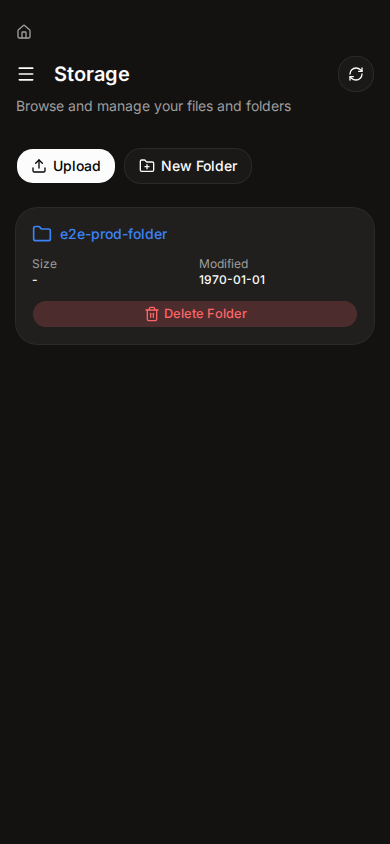 Storage
Browse and manage your files and folders
Upload New Folder
e2e-prod-folder
Size Modified
- 1970-01-01
Delete Folder